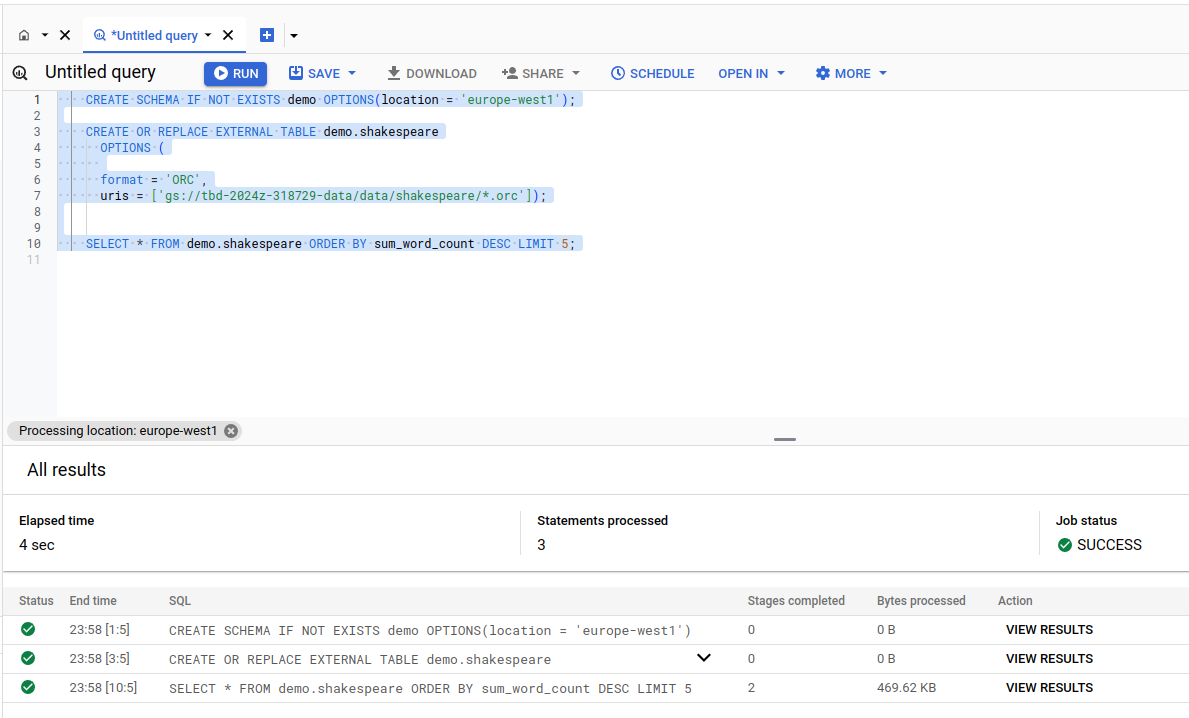 *Untitled query
Untitled query RUN SAVE DOWNLOAD SHARE SCHEDULE OPEN IN MORE
1 CREATE SCHEMA IF NOT EXISTS demo OPTIONS(location = 'europe-west1');
2
3 CREATE OR REPLACE EXTERNAL TABLE demo.shakespeare
4 OPTIONS (
5
6 format = 'ORC',
7 uris = ['gs://tbd-2024z-318729-data/data/shakespeare/*.orc']);
8
9
10 SELECT * FROM demo.shakespeare ORDER BY sum_word_count DESC LIMIT 5;
11
Processing location: europe-west1
All results
Elapsed time Statements processed Job status
4 sec 3 SUCCESS
Status End time SQL Stages completed Bytes processed Action
23:58 [1:5] CREATE SCHEMA IF NOT EXISTS demo OPTIONS(location = 'europe-west1') 0 0 B VIEW RESULTS
23:58 [3:5] CREATE OR REPLACE EXTERNAL TABLE demo.shakespeare 0 0 B VIEW RESULTS
23:58 [10:5] SELECT * FROM demo.shakespeare ORDER BY sum_word_count DESC LIMIT 5 2 469.62 KB VIEW RESULTS